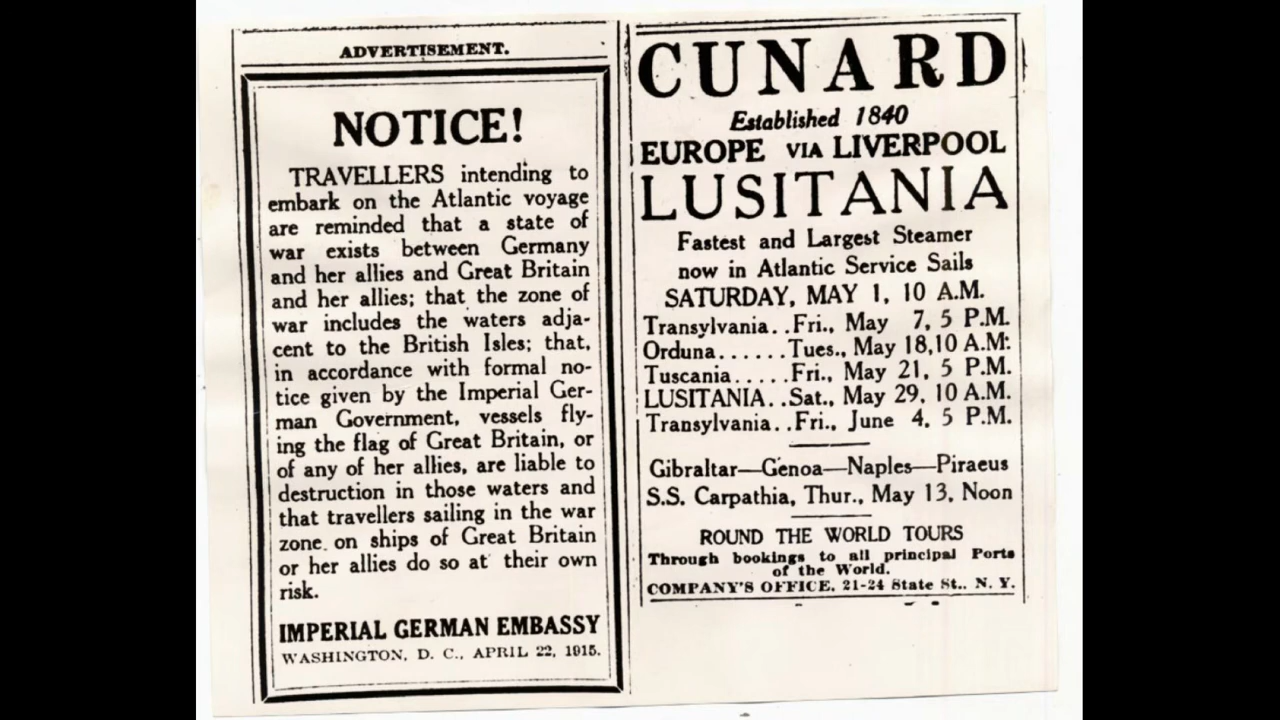 ADVERTISEMENT.
NOTICE!
TRAVELLERS intending to
embark on the Atlantic voyage
are reminded that a state of
war exists between Germany
and her allies and Great Britain
and her allies; that the zone of
war includes the waters adja-
cent to the British Isles; that,
in accordance with formal no-
tice given by the Imperial Ger-
man Government, vessels fly-
ing the flag of Great Britain, or
of any of her allies, are liable to
destruction in those waters and
that travellers sailing in the war
zone on ships of Great Britain
or her allies do so at their own
risk.
IMPERIAL GERMAN EMBASSY
WASHINGTON, D. C., APRIL 22, 1915.
CUNARD
Established 1840
EUROPE VIA LIVERPOOL
LUSITANIA
Fastest and Largest Steamer
now in Atlantic Service Sails
SATURDAY, MAY 1, 10 A.M.
Transylvania..Fri., May 7, 5 P.M.
Orduna......Tues., May 18, 10 A.M.
Tuscania.....Fri., May 21, 5 P.M.
LUSITANIA..Sat., May 29, 10 A.M.
Transylvania..Fri., June 4, 5 P.M.
Gibraltar—Genoa—Naples—Piraeus
S.S. Carpathia, Thur., May 13, Noon
ROUND THE WORLD TOURS
Through bookings to all principal Ports
of the World.
COMPANY'S OFFICE, 21-24 State St., N. Y.